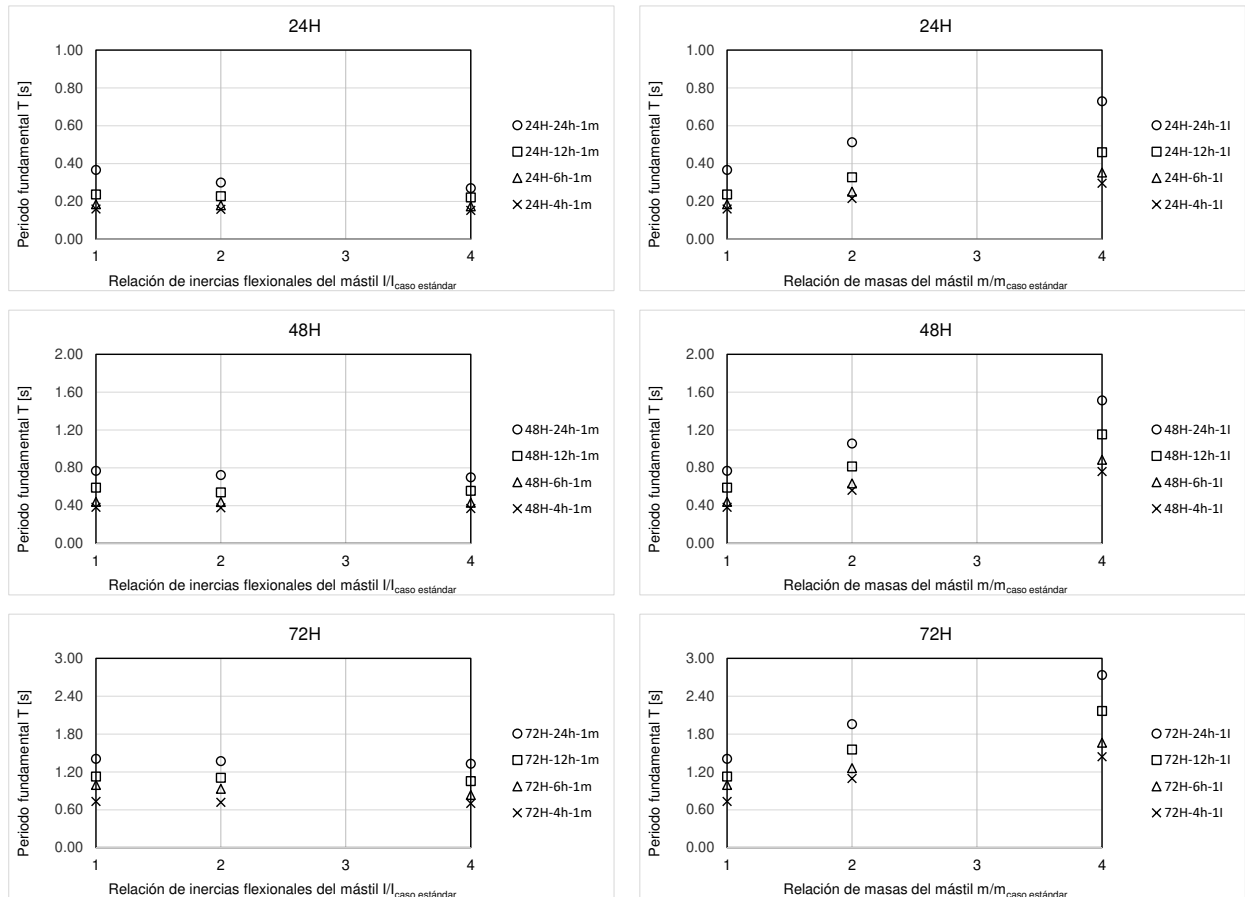 24H
Periodo fundamental T [s]
1.00
0.80
0.60
0.40
0.20
0.00
1
2
3
4
Relación de inercias flexionales del mástil I/Icaso estándar
24H-24h-1m
24H-12h-1m
24H-6h-1m
24H-4h-1m
24H
Periodo fundamental T [s]
1.00
0.80
0.60
0.40
0.20
0.00
1
2
3
4
Relación de masas del mástil m/mcaso estándar
24H-24h-1I
24H-12h-1I
24H-6h-1I
24H-4h-1I
48H
Periodo fundamental T [s]
2.00
1.60
1.20
0.80
0.40
0.00
1
2
3
4
Relación de inercias flexionales del mástil I/Icaso estándar
48H-24h-1m
48H-12h-1m
48H-6h-1m
48H-4h-1m
48H
Periodo fundamental T [s]
2.00
1.60
1.20
0.80
0.40
0.00
1
2
3
4
Relación de masas del mástil m/mcaso estándar
48H-24h-1I
48H-12h-1I
48H-6h-1I
48H-4h-1I
72H
Periodo fundamental T [s]
3.00
2.40
1.80
1.20
0.60
0.00
1
2
3
4
Relación de inercias flexionales del mástil I/Icaso estándar
72H-24h-1m
72H-12h-1m
72H-6h-1m
72H-4h-1m
72H
Periodo fundamental T [s]
3.00
2.40
1.80
1.20
0.60
0.00
1
2
3
4
Relación de masas del mástil m/mcaso estándar
72H-24h-1I
72H-12h-1I
72H-6h-1I
72H-4h-1I